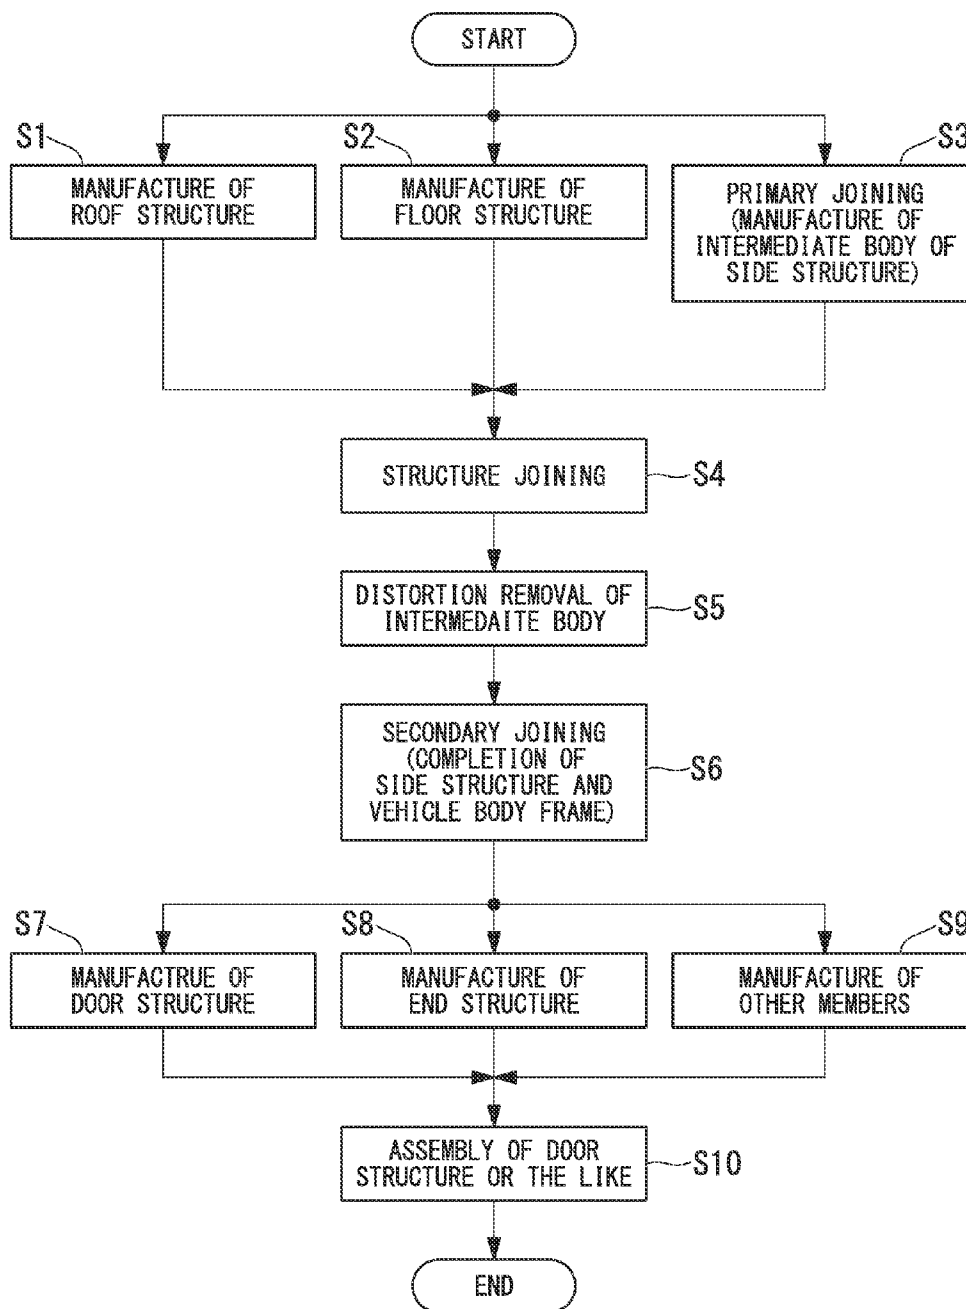 START
S1
S2
S3
MANUFACTURE OF
ROOF STRUCTURE
MANUFACTURE OF
FLOOR STRUCTURE
PRIMARY JOINING
(MANUFACTURE OF
INTERMEDIATE BODY OF
SIDE STRUCTURE)
STRUCTURE JOINING
S4
DISTORTION REMOVAL OF
INTERMEDAITE BODY
S5
SECONDARY JOINING
(COMPLETION OF
SIDE STRUCTURE AND
VEHICLE BODY FRAME)
S6
S7
S8
S9
MANUFACTRUE OF
DOOR STRUCTURE
MANUFACTURE OF
END STRUCTURE
MANUFACTURE OF
OTHER MEMBERS
ASSEMBLY OF DOOR
STRUCTURE OR THE LIKE
S10
END